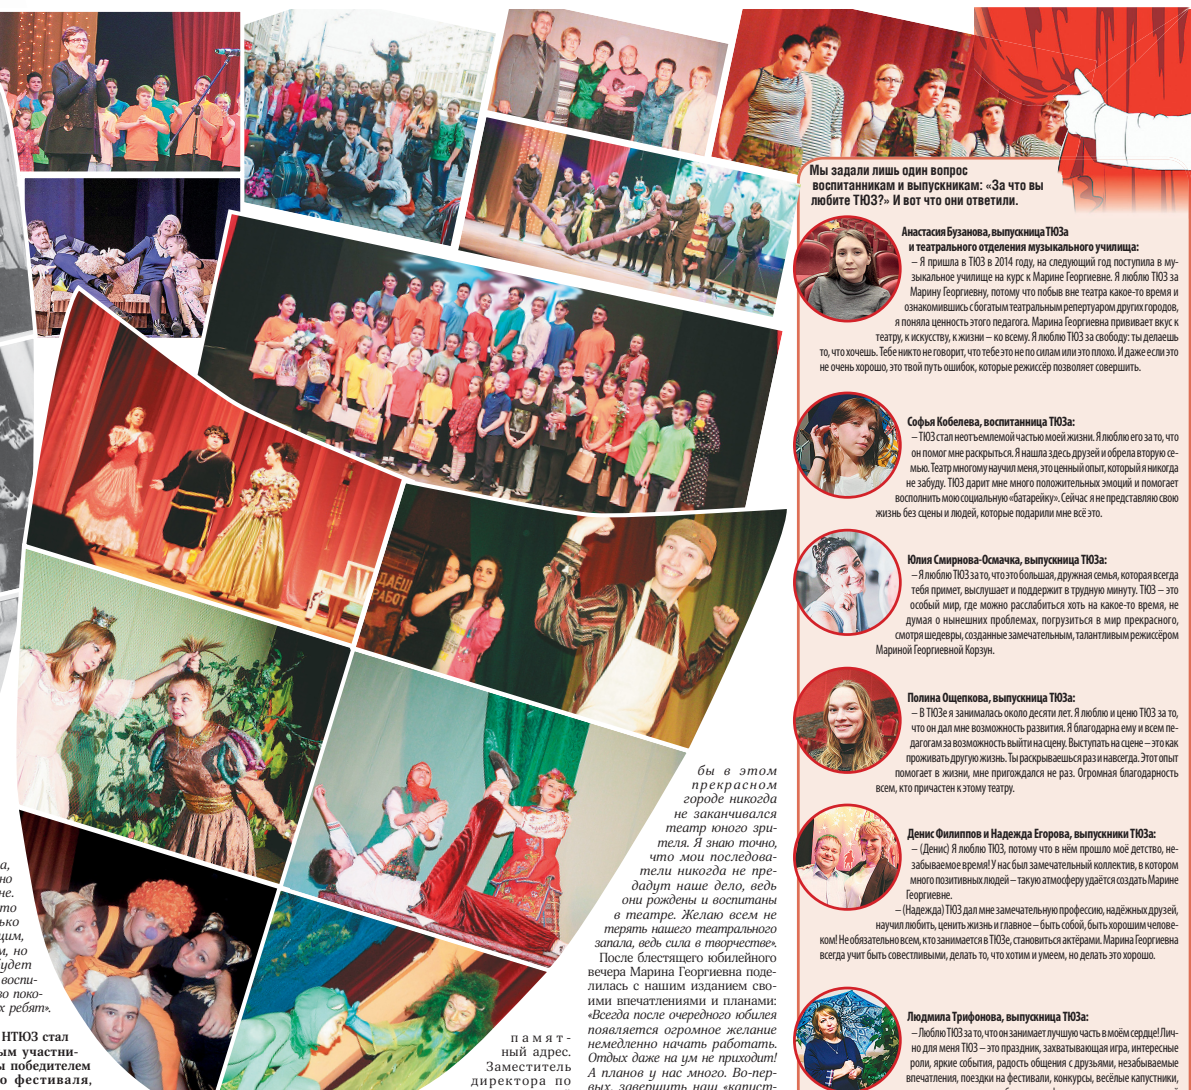 ДАЁШ
РАБОТ
а,
но
не.
то
ько
щим,
м, но
будет
воспи-
во поко-
х ребят».
НТЮЗ стал
ым участни-
ы победителем
о фестиваля,
памят-
ный адрес.
Заместитель
директора по
бы в этом
прекрасном
городе никогда
не заканчивался
театр юного зри-
теля. Я знаю точно,
что мои последова-
тели никогда не пре-
дадут наше дело, ведь
они рождены и воспитаны
в театре. Желаю всем не
терять нашего театрального
запала, ведь сила в творчестве».
После блестящего юбилейного
вечера Марина Георгиевна поде-
лилась с нашим изданием сво-
ими впечатлениями и планами:
«Всегда после очередного юбилея
появляется огромное желание
немедленно начать работать.
Отдых даже на ум не приходит!
А планов у нас много. Во-пер-
вых, завершить наш «капуст-
Мы задали лишь один вопрос
воспитанникам и выпускникам: «За что вы
любите ТЮЗ?» И вот что они ответили.
Анастасия Бузанова, выпускница ТЮЗа
и театрального отделения музыкального училища:
– Я пришла в ТЮЗ в 2014 году, на следующий год поступила в му-
зыкальное училище на курс к Марине Георгиевне. Я люблю ТЮЗ за
Марину Георгиевну, потому что побыв вне театра какое-то время и
ознакомившись с богатым театральным репертуаром других городов,
я поняла ценность этого педагога. Марина Георгиевна прививает вкус к
театру, к искусству, к жизни – ко всему. Я люблю ТЮЗ за свободу: ты делаешь
то, что хочешь. Тебе никто не говорит, что тебе это не по силам или это плохо. И даже если это
не очень хорошо, это твой путь ошибок, которые режиссёр позволяет совершить.
Софья Кобелева, воспитанница ТЮЗа:
– ТЮЗ стал неотъемлемой частью моей жизни. Я люблю его за то, что
он помог мне раскрыться. Я нашла здесь друзей и обрела вторую се-
мью. Театр многому научил меня, это ценный опыт, который я никогда
не забуду. ТЮЗ дарит мне много положительных эмоций и помогает
восполнить мою социальную «батарейку». Сейчас я не представляю свою
жизнь без сцены и людей, которые подарили мне всё это.
Юлия Смирнова-Осмачка, выпускница ТЮЗа:
– Я люблю ТЮЗ за то, что это большая, дружная семья, которая всегда
тебя примет, выслушает и поддержит в трудную минуту. ТЮЗ – это
особый мир, где можно расслабиться хоть на какое-то время, не
думая о нынешних проблемах, погрузиться в мир прекрасного,
смотря шедевры, созданные замечательным, талантливым режиссёром
Мариной Георгиевной Корзун.
Полина Ощепкова, выпускница ТЮЗа:
– В ТЮЗе я занималась около десяти лет. Я люблю и ценю ТЮЗ за то,
что он дал мне возможность развития. Я благодарна ему и всем пе-
дагогам за возможность выйти на сцену. Выступать на сцене – это как
проживать другую жизнь. Ты раскрываешься раз и навсегда. Этот опыт
помогает в жизни, мне пригождался не раз. Огромная благодарность
всем, кто причастен к этому театру.
Денис Филиппов и Надежда Егорова, выпускники ТЮЗа:
– (Денис) Я люблю ТЮЗ, потому что в нём прошло моё детство, не-
забываемое время! У нас был замечательный коллектив, в котором
много позитивных людей – такую атмосферу удаётся создать Марине
Георгиевне.
– (Надежда) ТЮЗ дал мне замечательную профессию, надёжных друзей,
научил любить, ценить жизнь и главное – быть собой, быть хорошим челове-
ком! Не обязательно всем, кто занимается в ТЮЗе, становиться актёрами. Марина Георгиевна
всегда учит быть совестливыми, делать то, что хотим и умеем, но делать это хорошо.
Людмила Трифонова, выпускница ТЮЗа:
– Люблю ТЮЗ за то, что он занимает лучшую часть в моём сердце! Лич-
но для меня ТЮЗ – это праздник, захватывающая игра, интересные
роли, яркие события, радость общения с друзьями, незабываемые
впечатления, поездки на фестивали, конкурсы, весёлые капустники,